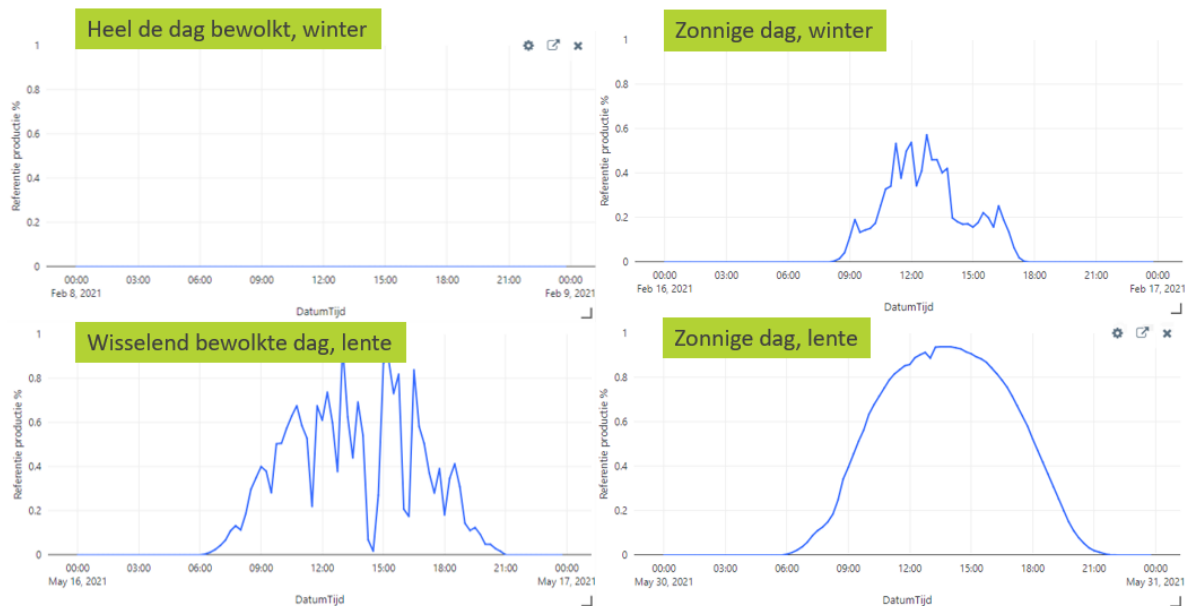 Heel de dag bewolkt, winter
Referentie productie %
1
0.8
0.6
0.4
0.2
0
00:00 03:00 06:00 09:00 12:00 15:00 18:00 21:00 00:00
Feb 8, 2021 Feb 9, 2021
DatumTijd
Zonnige dag, winter
Referentie productie %
1
0.8
0.6
0.4
0.2
0
00:00 03:00 06:00 09:00 12:00 15:00 18:00 21:00 00:00
Feb 16, 2021 Feb 17, 2021
DatumTijd
Wisselend bewolkte dag, lente
Referentie productie %
1
0.8
0.6
0.4
0.2
0
00:00 03:00 06:00 09:00 12:00 15:00 18:00 21:00 00:00
May 16, 2021 May 17, 2021
DatumTijd
Zonnige dag, lente
Referentie productie %
1
0.8
0.6
0.4
0.2
0
00:00 03:00 06:00 09:00 12:00 15:00 18:00 21:00 00:00
May 30, 2021 May 31, 2021
DatumTijd